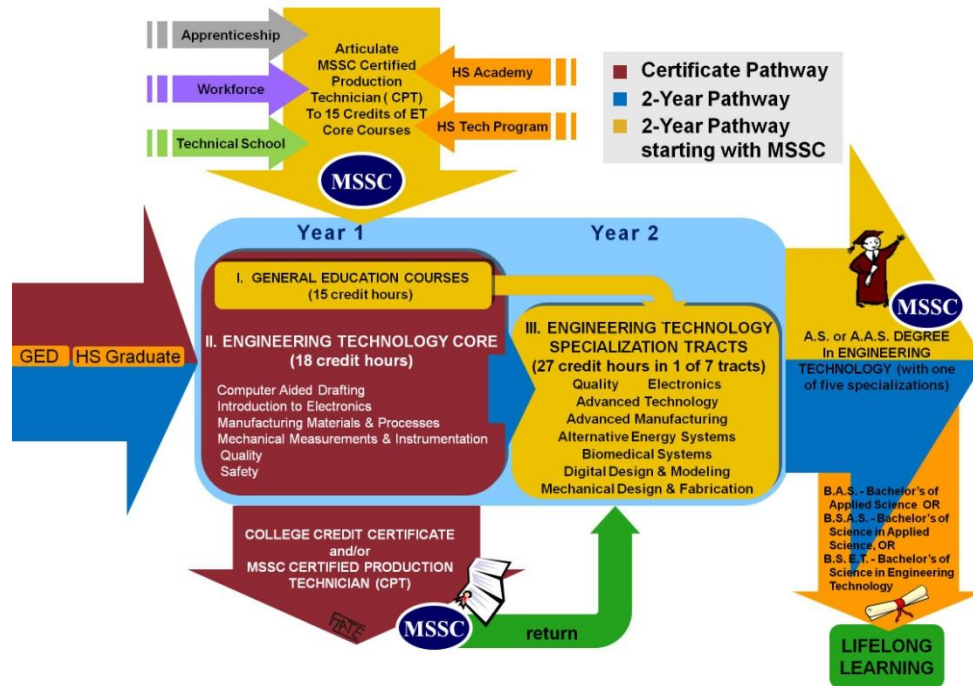 Apprenticeship
Workforce
Technical School
Articulate
MSSC Certified
Production
Technician ( CPT)
To 15 Credits of ET
Core Courses
MSSC
HS Academy
HS Tech Program
Certificate Pathway
2-Year Pathway
2-Year Pathway
starting with MSSC
GED
HS Graduate
Year 1
Year 2
I. GENERAL EDUCATION COURSES
(15 credit hours)
II. ENGINEERING TECHNOLOGY CORE
(18 credit hours)
Computer Aided Drafting
Introduction to Electronics
Manufacturing Materials & Processes
Mechanical Measurements & Instrumentation
Quality
Safety
III. ENGINEERING TECHNOLOGY
SPECIALIZATION TRACTS
(27 credit hours in 1 of 7 tracts)
Quality Electronics
Advanced Technology
Advanced Manufacturing
Alternative Energy Systems
Biomedical Systems
Digital Design & Modeling
Mechanical Design & Fabrication
MSSC
A.S. or A.A.S. DEGREE
In ENGINEERING
TECHNOLOGY (with one
of five specializations)
B.A.S. - Bachelor's of
Applied Science OR
B.S.A.S. - Bachelor's of
Science in Applied
Science, OR
B.S. E.T. - Bachelor's of
Science in Engineering
Technology
LIFELONG
LEARNING
COLLEGE CREDIT CERTIFICATE
and/or
MSSC CERTIFIED PRODUCTION
TECHNICIAN (CPT)
MSSC
return